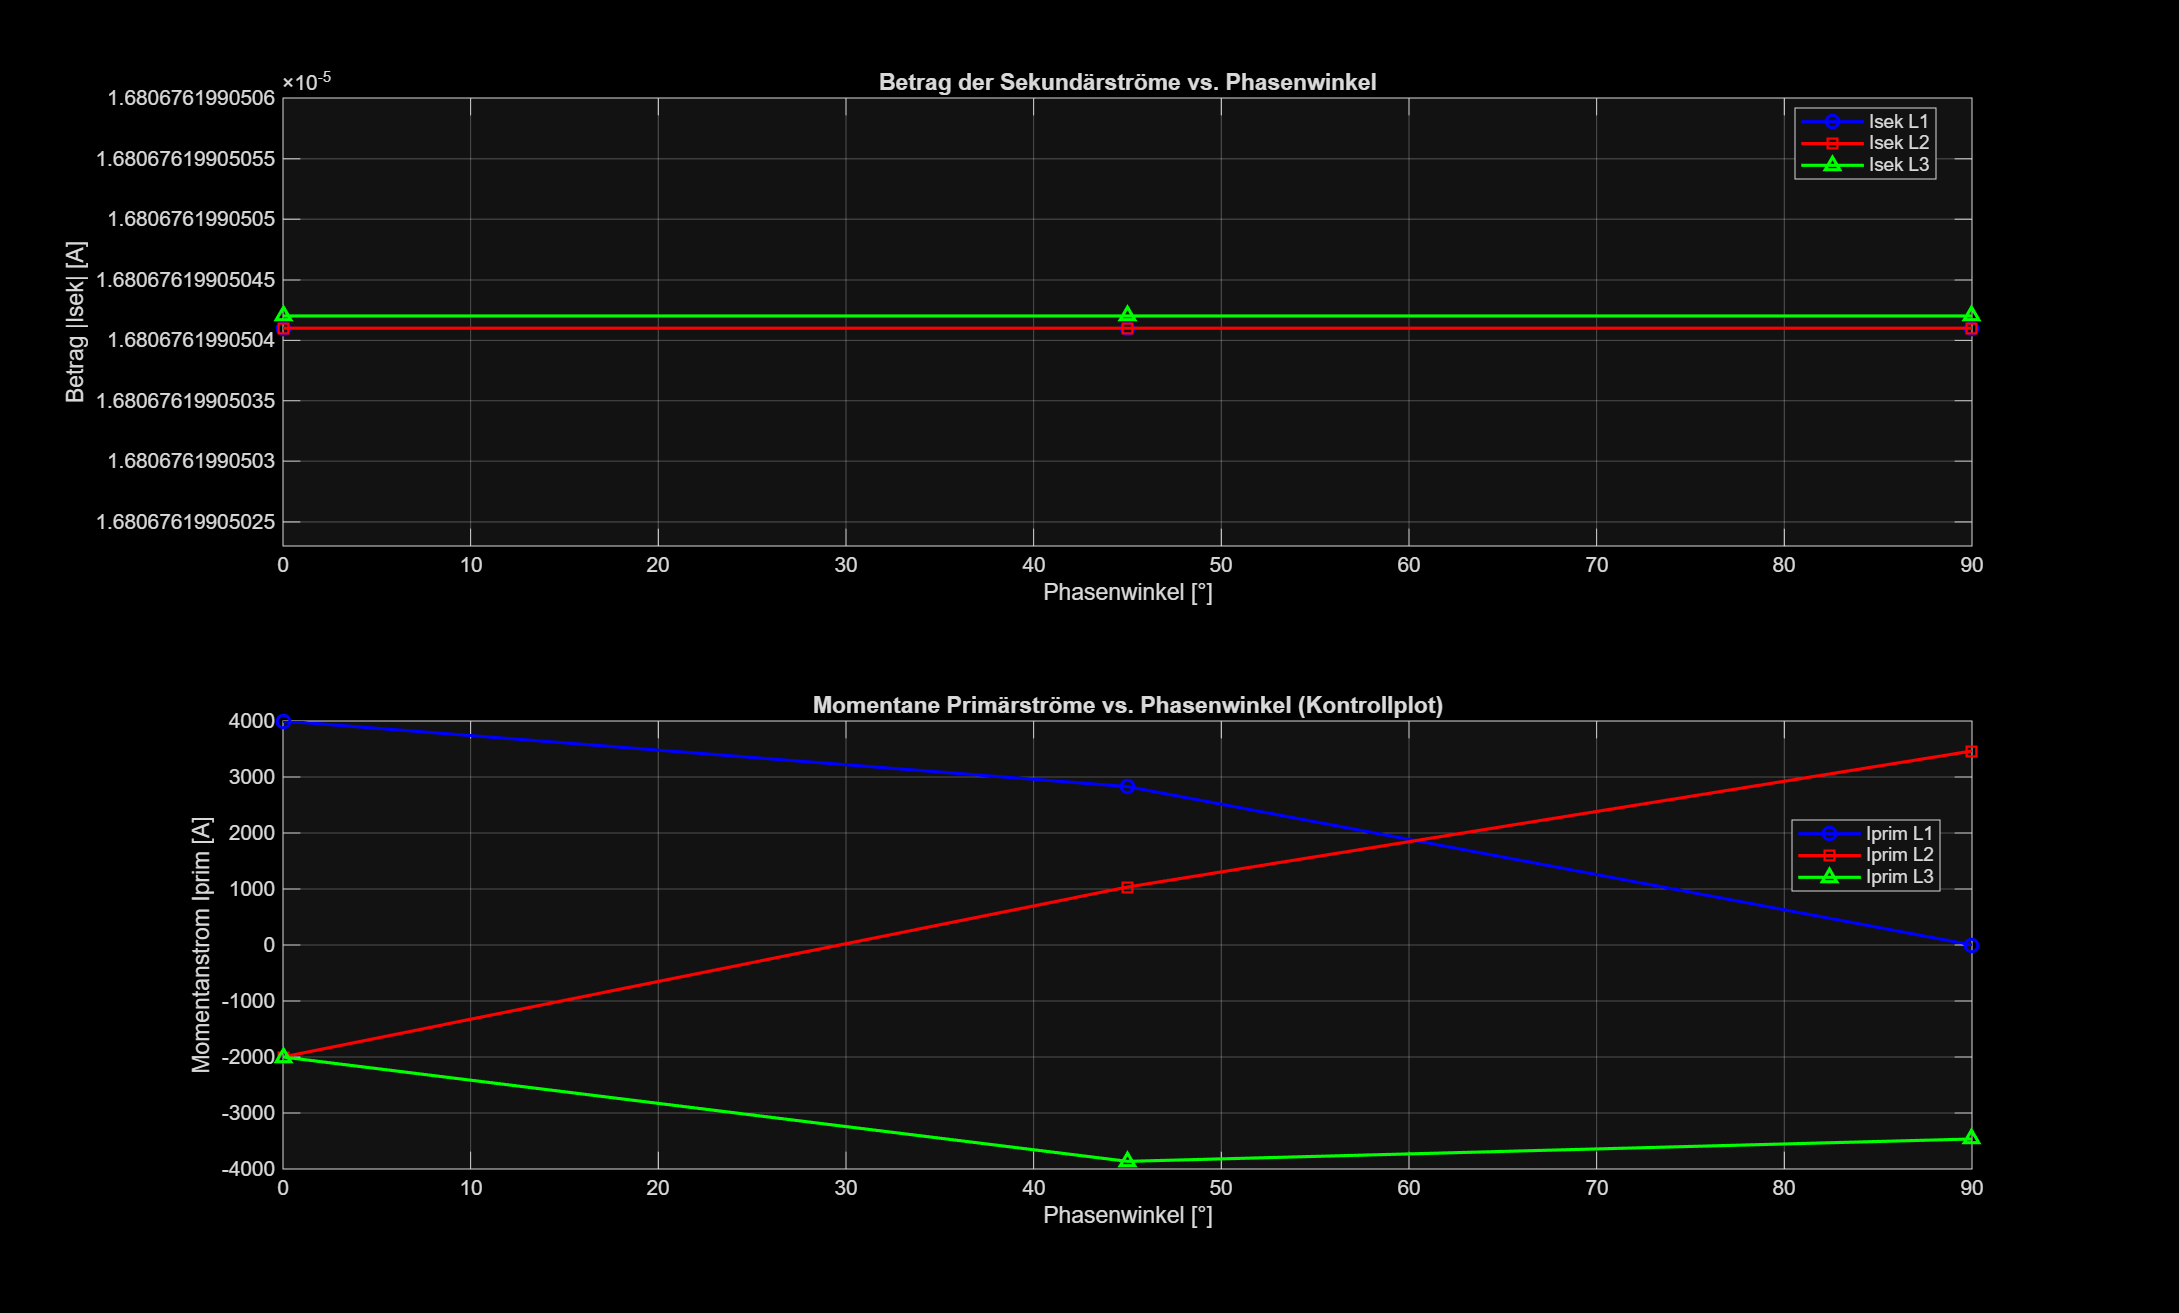 ×10-5
Betrag der Sekundärströme vs. Phasenwinkel
1.6806761990506
1.68067619905055
1.6806761990505
1.68067619905045
1.6806761990504
1.68067619905035
1.6806761990503
1.68067619905025
Betrag |Isek| [A]
Isek L1
Isek L2
Isek L3
0 10 20 30 40 50 60 70 80 90
Phasenwinkel [°]
Momentane Primärströme vs. Phasenwinkel (Kontrollplot)
4000
3000
2000
1000
0
-1000
-2000
-3000
-4000
Momentanstrom Iprim [A]
Iprim L1
Iprim L2
Iprim L3
0 10 20 30 40 50 60 70 80 90
Phasenwinkel [°]